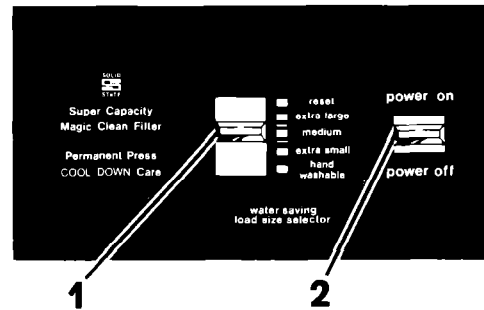 SOLID
STATE
Super Capacity
Magic Clean Filter
Permanent Press
COOL DOWN Care
reset
extra large
medium
extra small
hand
washable
water saving
load size selector
power on
power off
1
2